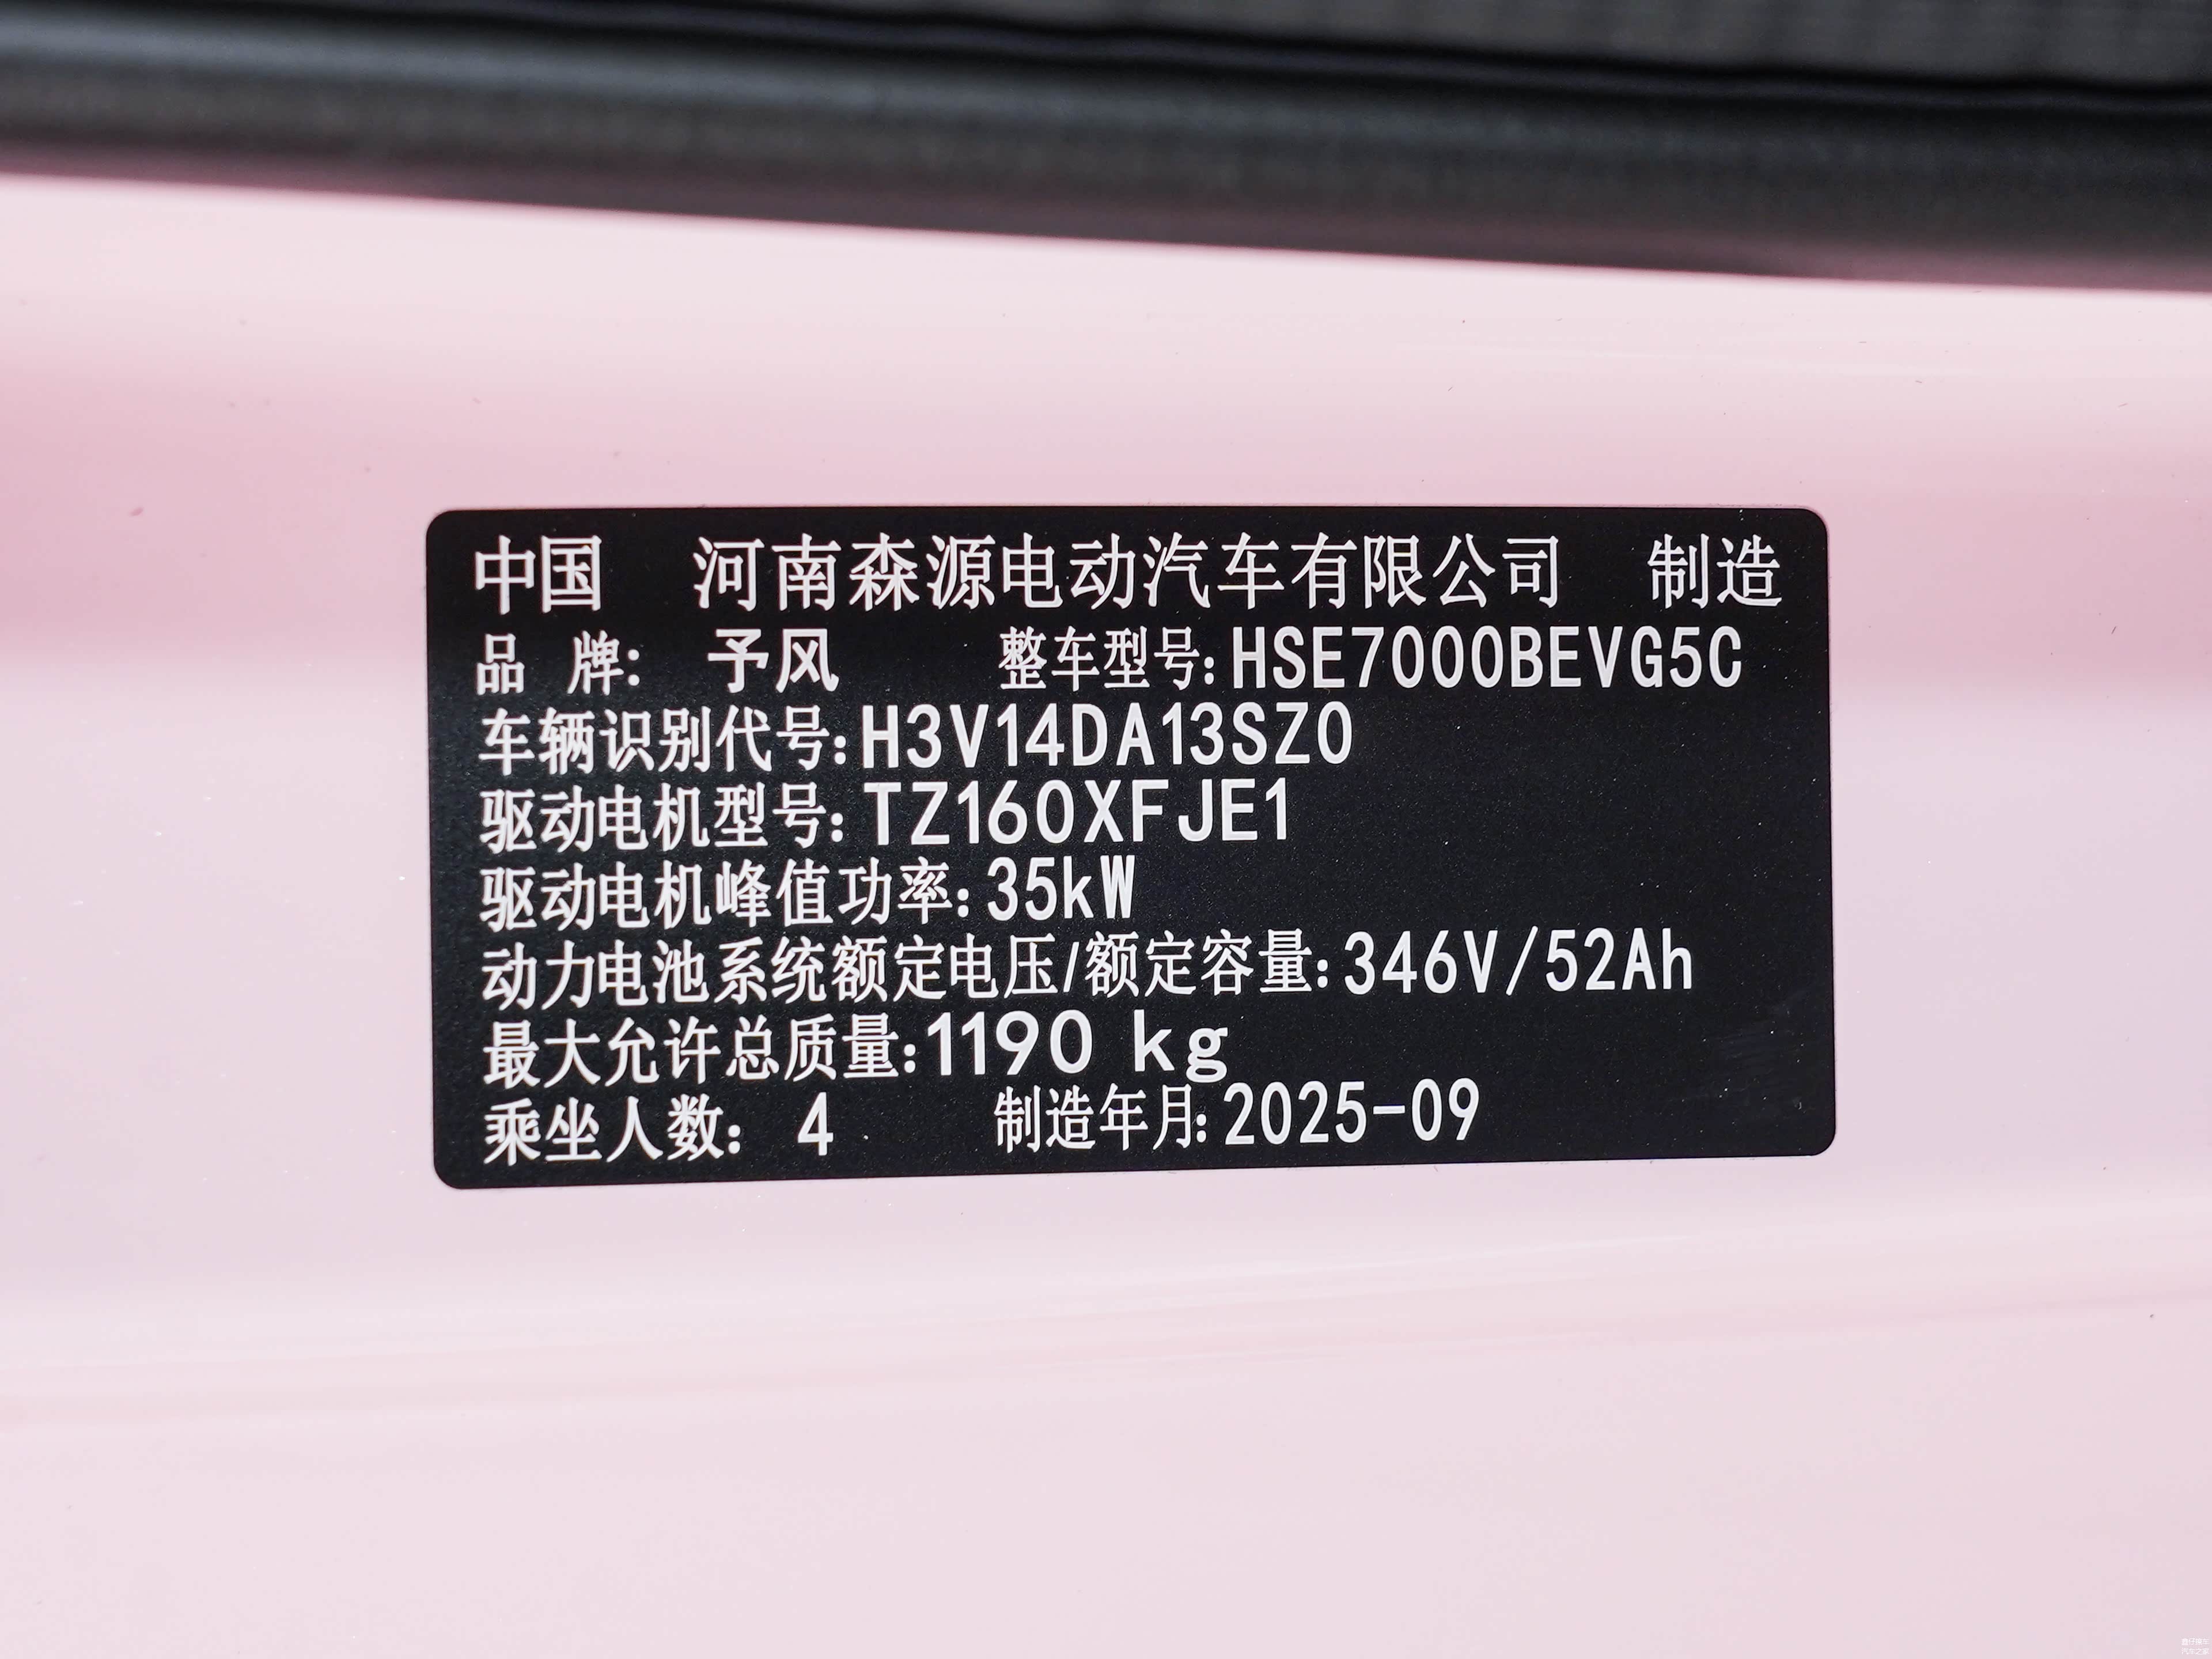 中国 河南森源电动汽车有限公司 制造
品 牌: 予风 整车型号:HSE7000BEVG5C
车辆识别代号:H3V14DA13SZ0
驱动电机型号:TZ160XFJE1
驱动电机峰值功率:35kW
动力电池系统额定电压/额定容量:346V/52Ah
最大允许总质量:1190 kg
乘坐人数: 4 制造年月:2025-09
汽车之家